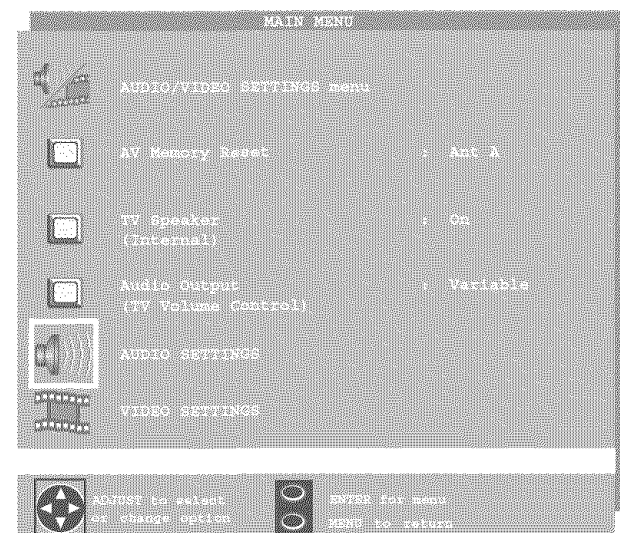 MAIN MENU
AUDIO/VIDEO SETTINGS menu
AV Memory Reset : Ant A
TV Speaker : On
(Internal)
Audio Output : Variable
(TV Volume Control)
AUDIO SETTINGS
VIDEO SETTINGS
ADJUST to select ENTER for menu
or change option MENU to return